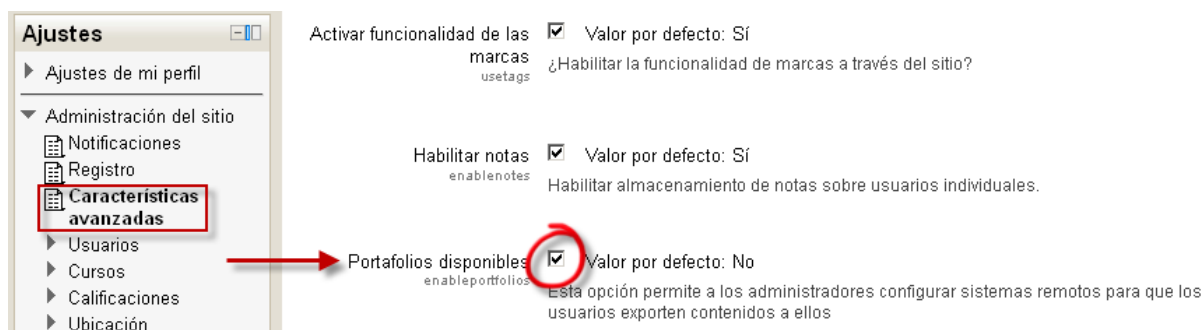 Ajustes
Ajustes de mi perfil
Administración del sitio
Notificaciones
Registro
Características
avanzadas
Usuarios
Cursos
Calificaciones
Ubicación
Activar funcionalidad de las
marcas
usetags
Valor por defecto: Sí
¿Habilitar la funcionalidad de marcas a través del sitio?
Habilitar notas
enablenotes
Valor por defecto: Sí
Habilitar almacenamiento de notas sobre usuarios individuales.
Portafolios disponibles
enableportfolios
Valor por defecto: No
Esta opción permite a los administradores configurar sistemas remotos para que los
usuarios exporten contenidos a ellos